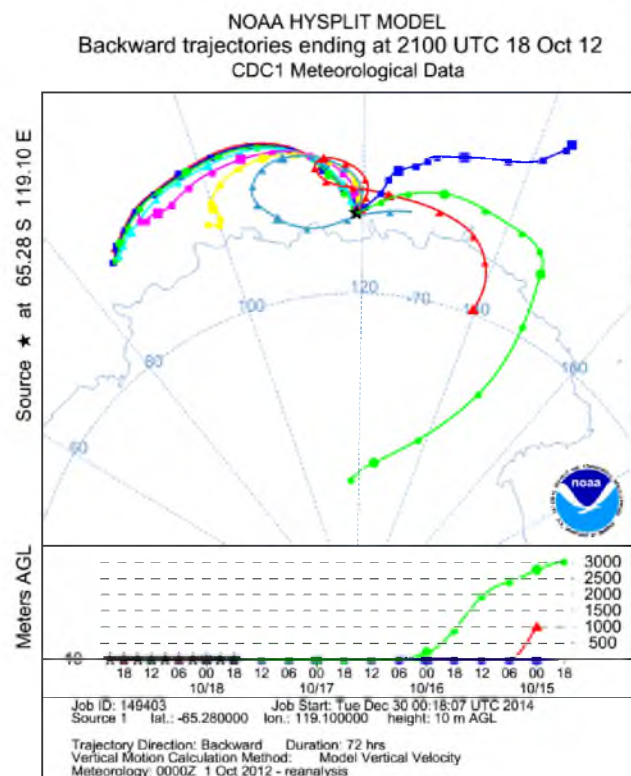 NOAA HYSPLIT MODEL
Backward trajectories ending at 2100 UTC 18 Oct 12
CDC1 Meteorological Data
Source ★ at 65.28 S 119.10 E
100
120
-70
80
160
60
noaa
Meters AGL
3000
2500
2000
1500
1000
500
18 12 06 00 18 12 06 00 18 12 06 00 18 12 06 00 18
10/18 10/17 10/16 10/15
Job ID: 149403 Job Start: Tue Dec 30 00:18:07 UTC 2014
Source 1 lat.: -65.280000 lon.: 119.100000 height: 10 m AGL
Trajectory Direction: Backward Duration: 72 hrs
Vertical Motion Calculation Method: Model Vertical Velocity
Meteorology: 0000Z 1 Oct 2012 - reanalysis